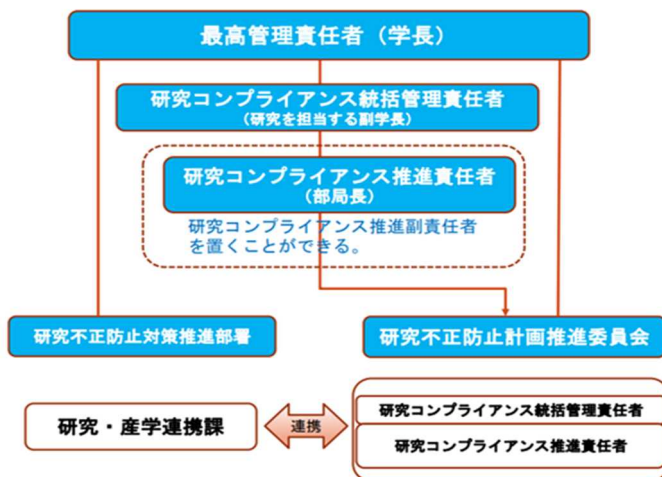 最高管理責任者（学長）
研究コンプライアンス統括管理責任者
（研究を担当する副学長）
研究コンプライアンス推進責任者
（部局長）
研究コンプライアンス推進副責任者
を置くことができる。
研究不正防止対策推進部署
研究不正防止計画推進委員会
研究・産学連携課
連携
研究コンプライアンス統括管理責任者
研究コンプライアンス推進責任者